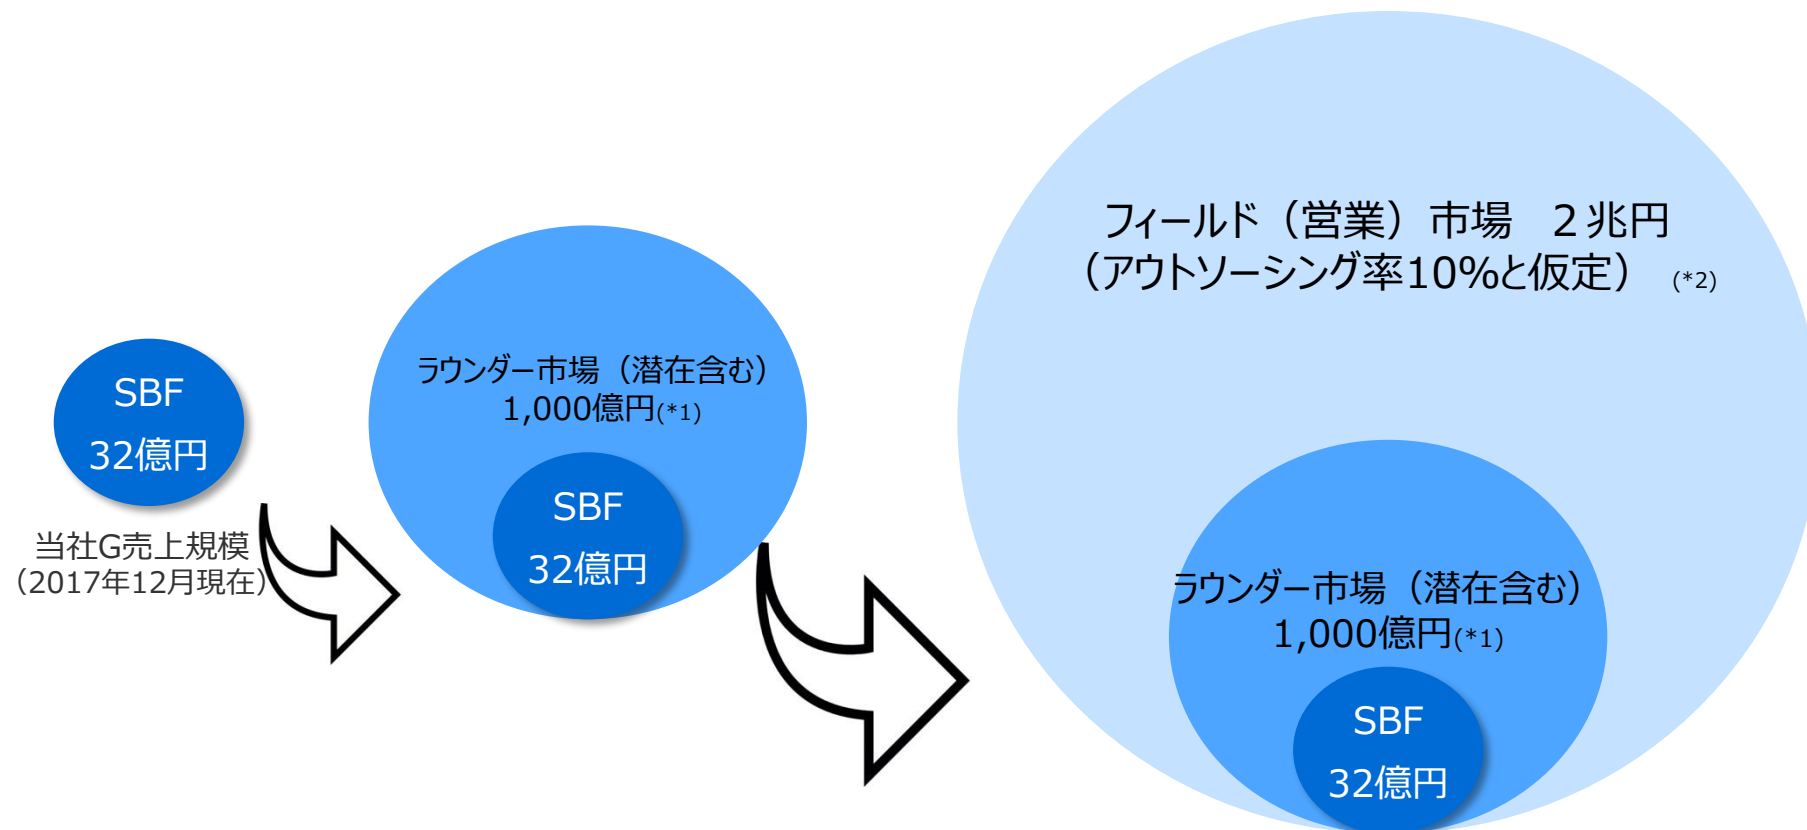 SBF
32億円
当社G売上規模
（2017年12月現在）
ラウンダー市場（潜在含む）
1,000億円(*1)
SBF
32億円
フィールド（営業）市場　２兆円
（アウトソーシング率10%と仮定） (*2)
ラウンダー市場（潜在含む）
1,000億円(*1)
SBF
32億円